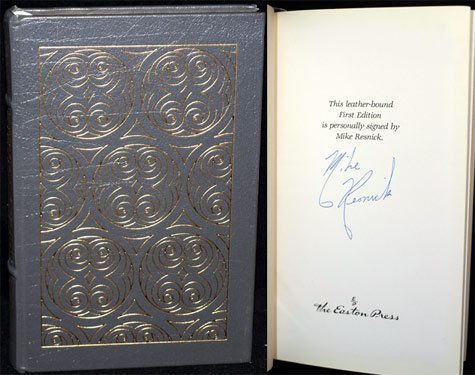 This leather-bound
First Edition
is personally signed by
Mike Resnick.
Mike
Resnick
The Easton Press